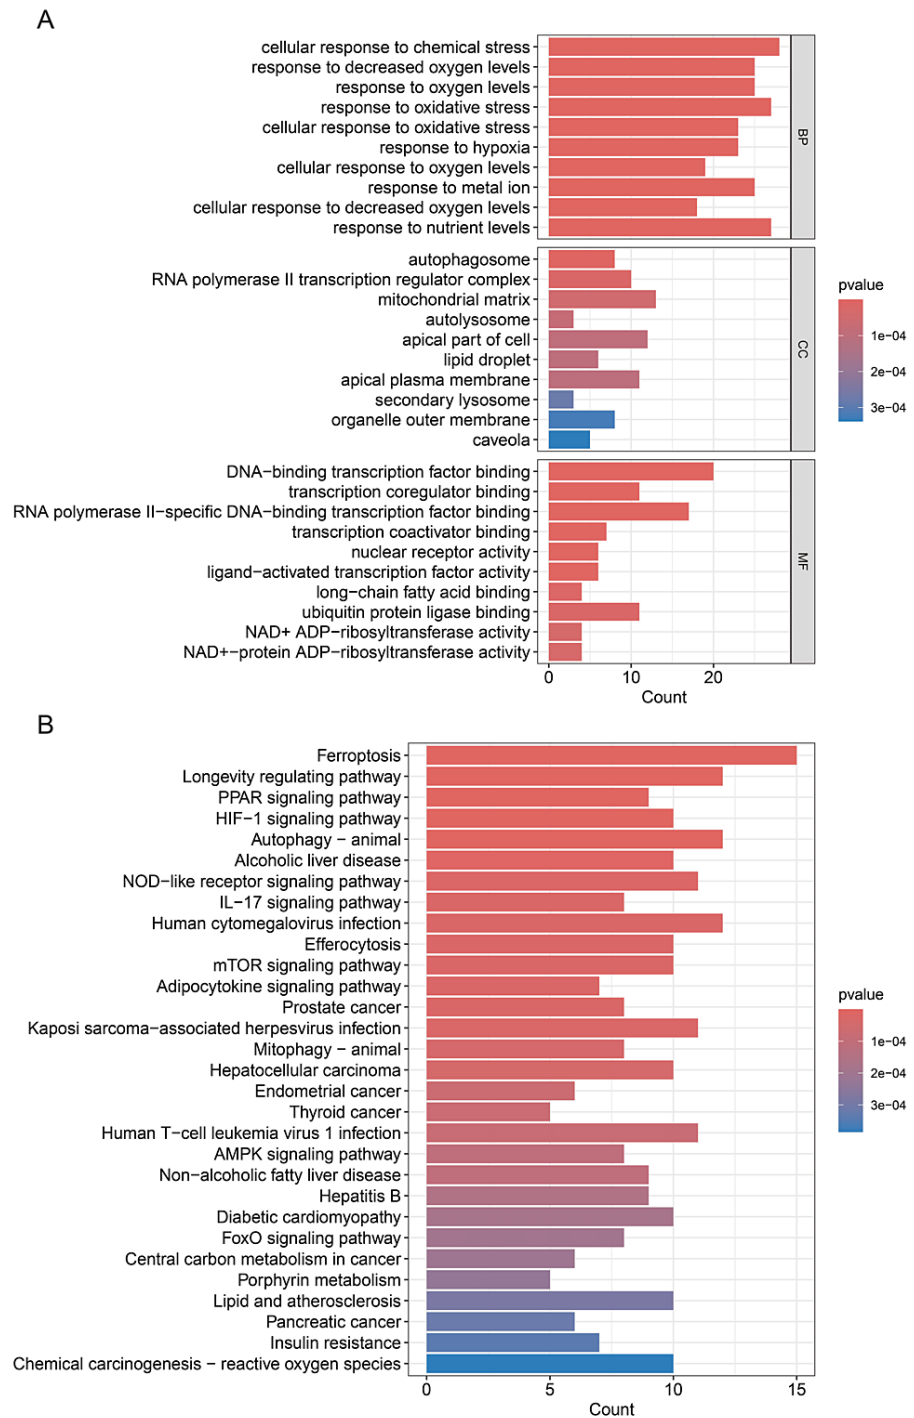 A
cellular response to chemical stress
response to decreased oxygen levels
response to oxygen levels
response to oxidative stress
cellular response to oxidative stress
response to hypoxia
cellular response to oxygen levels
response to metal ion
cellular response to decreased oxygen levels
response to nutrient levels
BP
autophagosome
RNA polymerase II transcription regulator complex
mitochondrial matrix
autolysosome
apical part of cell
lipid droplet
apical plasma membrane
secondary lysosome
organelle outer membrane
caveola
CC
DNA−binding transcription factor binding
transcription coregulator binding
RNA polymerase II−specific DNA−binding transcription factor binding
transcription coactivator binding
nuclear receptor activity
ligand−activated transcription factor activity
long−chain fatty acid binding
ubiquitin protein ligase binding
NAD+ ADP−ribosyltransferase activity
NAD+−protein ADP−ribosyltransferase activity
MF
0 10 20
Count
pvalue
1e−04
2e−04
3e−04
B
Ferroptosis
Longevity regulating pathway
PPAR signaling pathway
HIF−1 signaling pathway
Autophagy − animal
Alcoholic liver disease
NOD−like receptor signaling pathway
IL−17 signaling pathway
Human cytomegalovirus infection
Efferocytosis
mTOR signaling pathway
Adipocytokine signaling pathway
Prostate cancer
Kaposi sarcoma−associated herpesvirus infection
Mitophagy − animal
Hepatocellular carcinoma
Endometrial cancer
Thyroid cancer
Human T−cell leukemia virus 1 infection
AMPK signaling pathway
Non−alcoholic fatty liver disease
Hepatitis B
Diabetic cardiomyopathy
FoxO signaling pathway
Central carbon metabolism in cancer
Porphyrin metabolism
Lipid and atherosclerosis
Pancreatic cancer
Insulin resistance
Chemical carcinogenesis − reactive oxygen species
0 5 10 15
Count
pvalue
1e−04
2e−04
3e−04